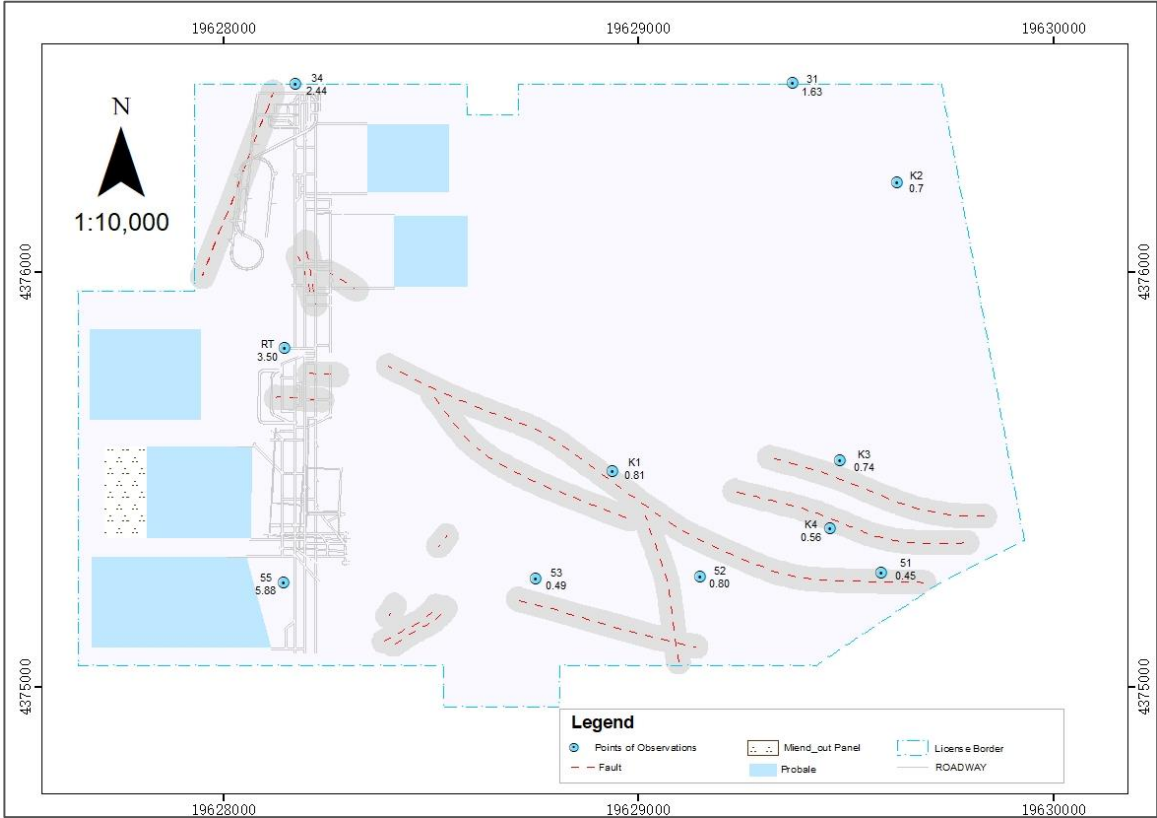 19628000 19629000 19630000
34
2.44
31
1.63
N
1:10,000
K2
0.7
4376000 4376000
RT
3.50
K1
0.81
K3
0.74
K4
0.56
55
5.88
53
0.49
52
0.80
51
0.45
4375000 4375000
Legend
Points of Observations
Miend_out Panel
License Border
Fault
Probale
ROADWAY
19628000 19629000 19630000